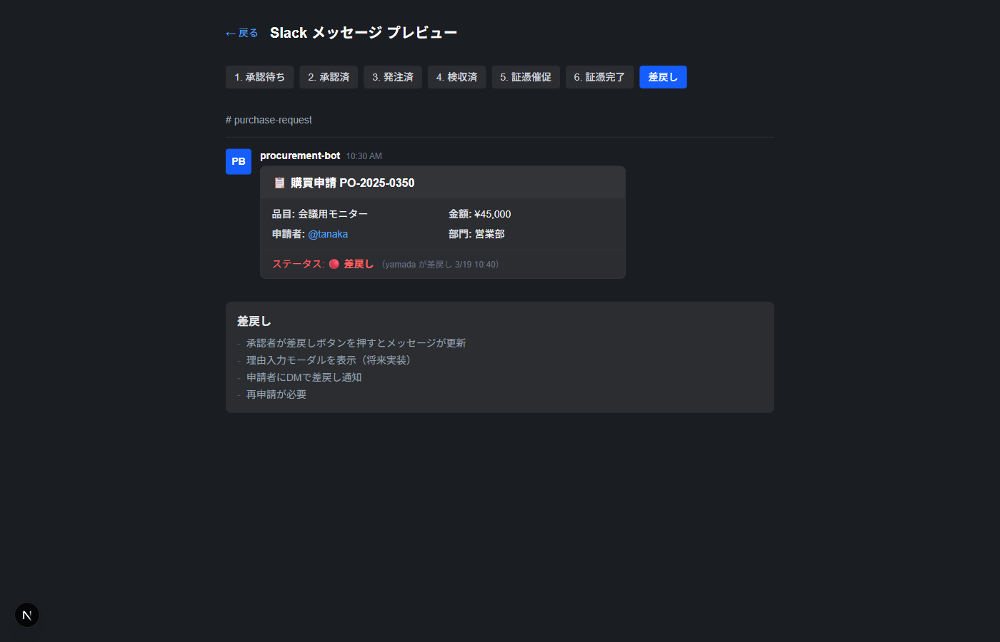 ← 戻る Slack メッセージ プレビュー
1. 承認待ち 2. 承認済 3. 発注済 4. 検収済 5. 証憑催促 6. 証憑完了 差戻し
# purchase-request
PB procurement-bot 10:30 AM
📋 購買申請 PO-2025-0350
品目: 会議用モニター 金額: ¥45,000
申請者: @tanaka 部門: 営業部
ステータス: 🔴 差戻し （yamada が差戻し 3/19 10:40）
差戻し
- 承認者が差戻しボタンを押すとメッセージが更新
- 理由入力モーダルを表示（将来実装）
- 申請者にDMで差戻し通知
- 再申請が必要
N